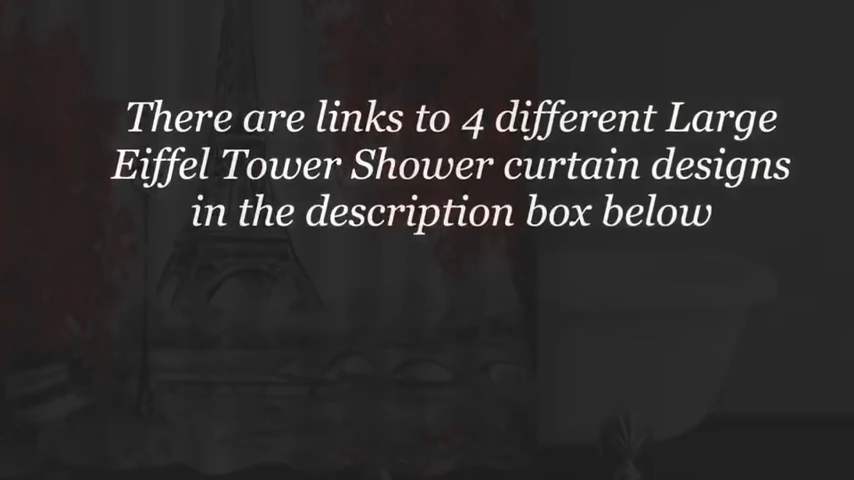 There are links to 4 different Large
Eiffel Tower Shower curtain designs
in the description box below